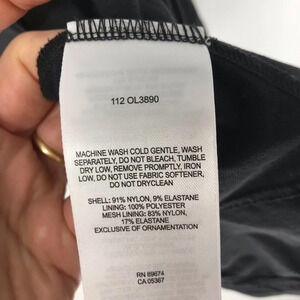 112 OL3890
MACHINE WASH COLD GENTLE, WASH
SEPARATELY, DO NOT BLEACH, TUMBLE
DRY LOW, REMOVE PROMPTLY, IRON
LOW, DO NOT USE FABRIC SOFTENER,
DO NOT DRYCLEAN
SHELL: 91% NYLON, 9% ELASTANE
LINING: 100% POLYESTER
MESH LINING: 83% NYLON,
17% ELASTANE
EXCLUSIVE OF ORNAMENTATION
RN 89674
CA 05367